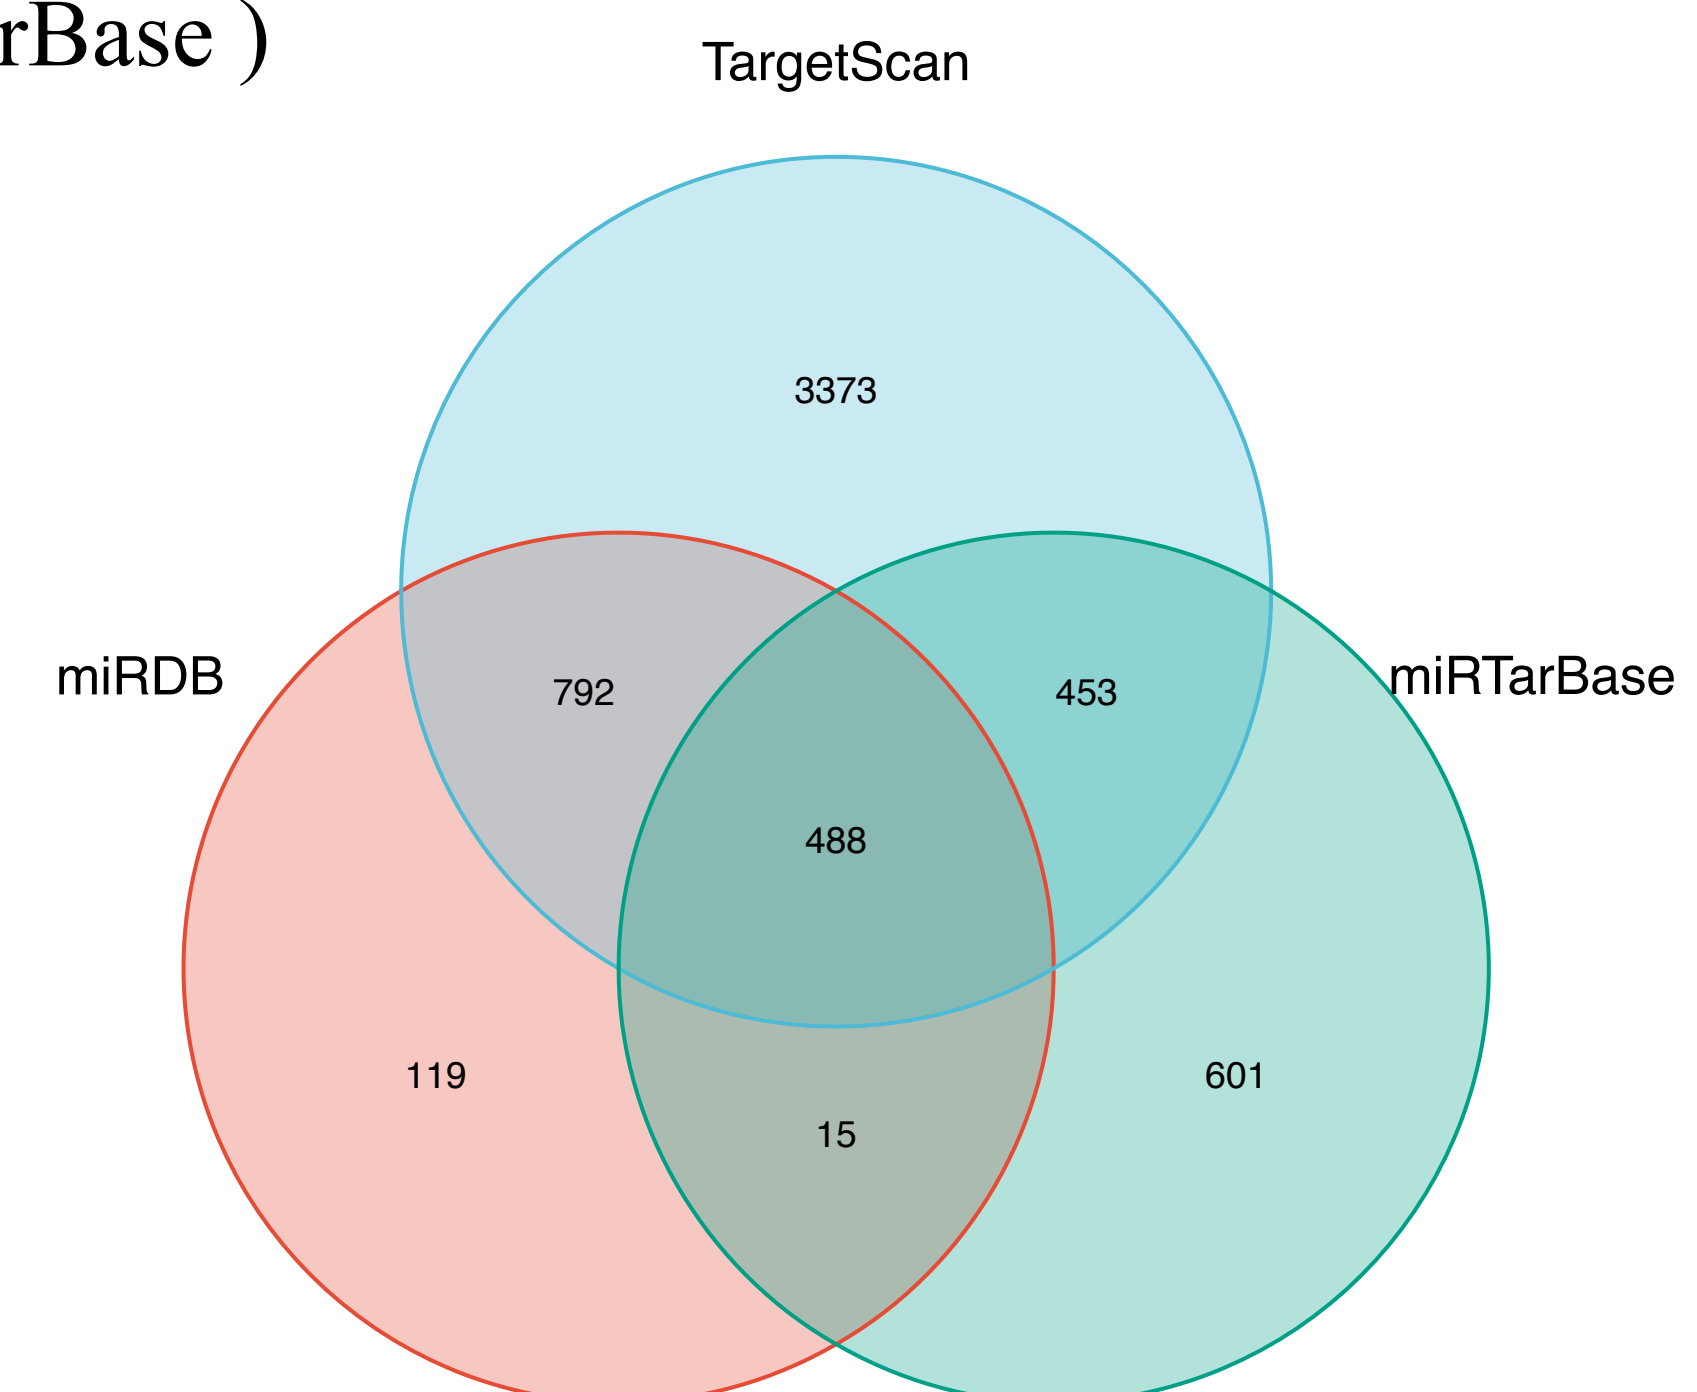 rBase )
TargetScan
3373
miRDB
miRTarBase
792
453
488
119
601
15